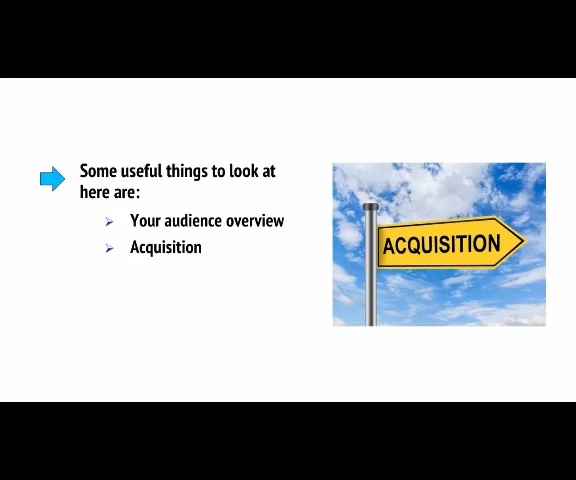 Some useful things to look at
here are:
Your audience overview
Acquisition
ACQUISITION